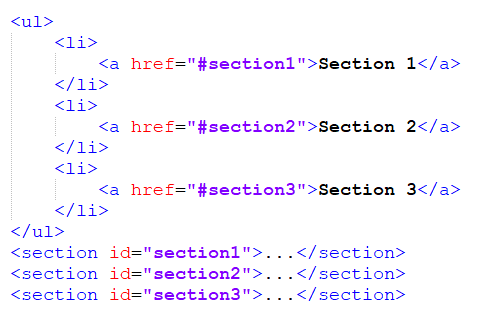 <ul>
    <li>
        <a href="#section1">Section 1</a>
    </li>
    <li>
        <a href="#section2">Section 2</a>
    </li>
    <li>
        <a href="#section3">Section 3</a>
    </li>
</ul>
<section id="section1">...</section>
<section id="section2">...</section>
<section id="section3">...</section>